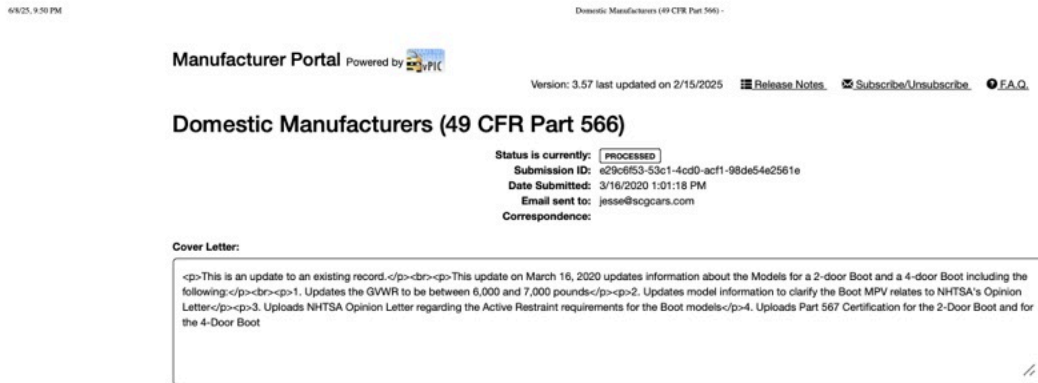 6/8/25, 9:50 PM
Domestic Manufacturers (49 CFR Part 566) -
Manufacturer Portal Powered by vPIC
Version: 3.57 last updated on 2/15/2025 Release Notes Subscribe/Unsubscribe F.A.Q.
Domestic Manufacturers (49 CFR Part 566)
Status is currently: PROCESSED
Submission ID: e29c6f53-53c1-4cd0-acf1-98de54e2561e
Date Submitted: 3/16/2020 1:01:18 PM
Email sent to: jesse@scgcars.com
Correspondence:
Cover Letter:
<p>This is an update to an existing record.</p><br><p>This update on March 16, 2020 updates information about the Models for a 2-door Boot and a 4-door Boot including the
following:</p><br><p>1. Updates the GVWR to be between 6,000 and 7,000 pounds</p><p>2. Updates model information to clarify the Boot MPV relates to NHTSA's Opinion
Letter</p><p>3. Uploads NHTSA Opinion Letter regarding the Active Restraint requirements for the Boot models</p>4. Uploads Part 567 Certification for the 2-Door Boot and for
the 4-Door Boot